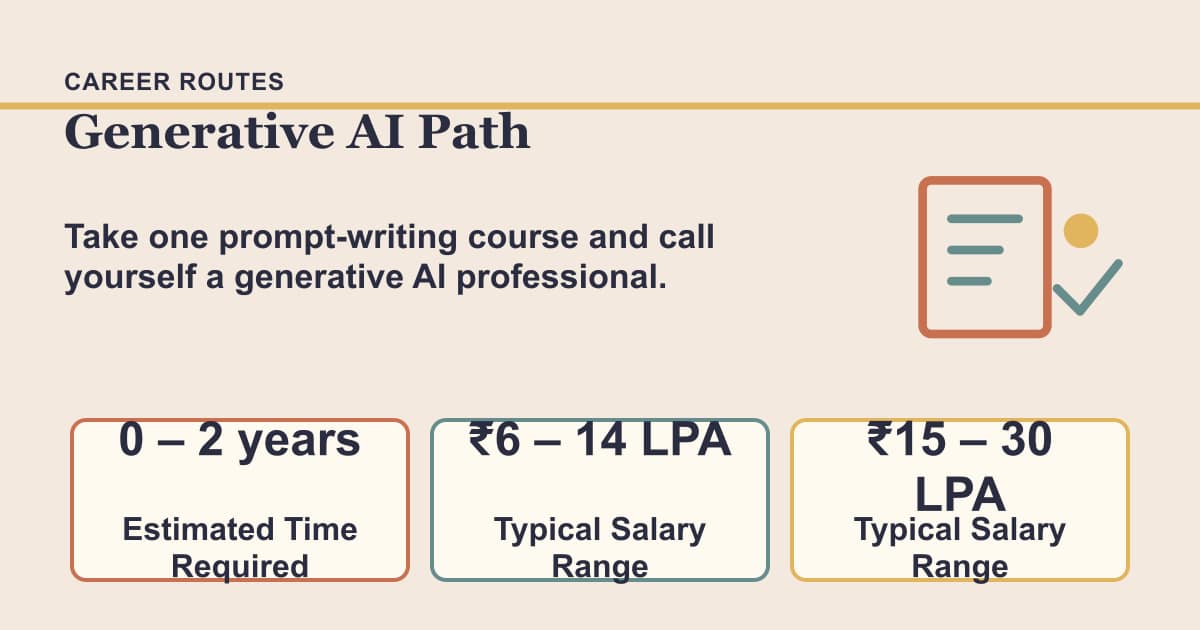 CAREER ROUTES
Generative AI Path
Take one prompt-writing course and call
yourself a generative AI professional.
0 – 2 years
Estimated Time
Required
₹6 – 14 LPA
Typical Salary
Range
₹15 – 30
LPA
Typical Salary
Range